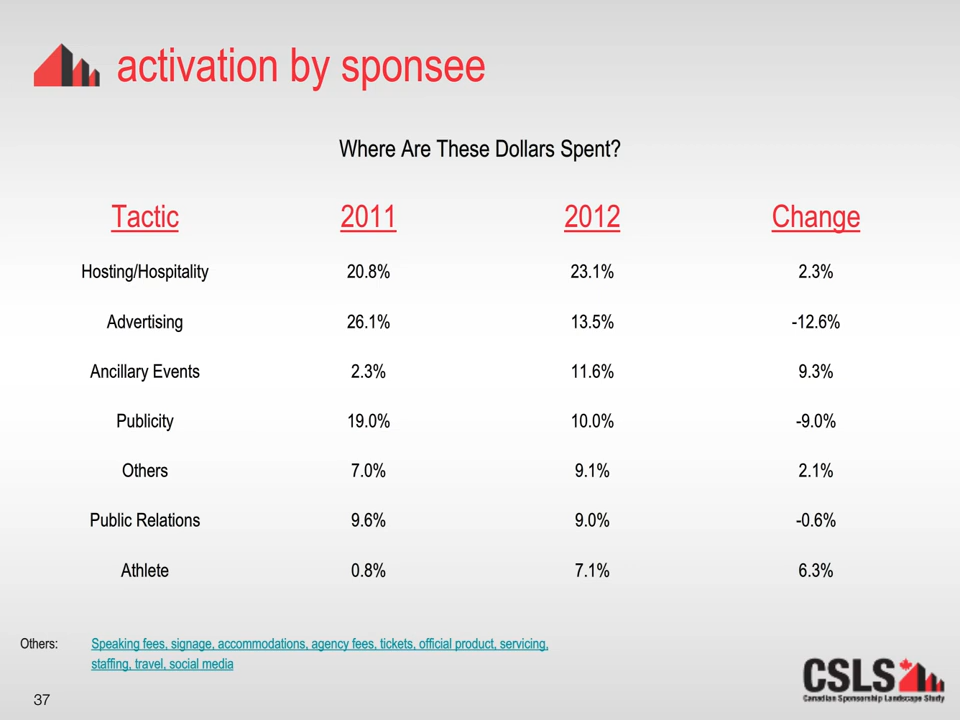 activation by sponsee
Where Are These Dollars Spent?
Tactic 2011 2012 Change
Hosting/Hospitality 20.8% 23.1% 2.3%
Advertising 26.1% 13.5% -12.6%
Ancillary Events 2.3% 11.6% 9.3%
Publicity 19.0% 10.0% -9.0%
Others 7.0% 9.1% 2.1%
Public Relations 9.6% 9.0% -0.6%
Athlete 0.8% 7.1% 6.3%
Others: Speaking fees, signage, accommodations, agency fees, tickets, official product, servicing,
staffing, travel, social media
CSLS
Canadian Sponsorship Landscape Study
37